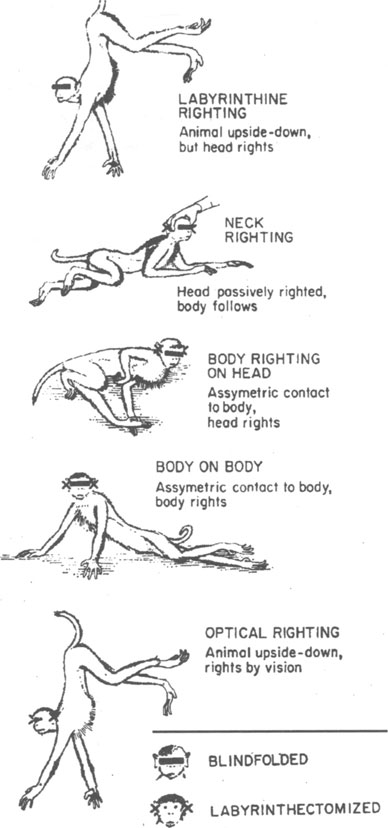 LABYRINTHINE
RIGHTING
Animal upside-down,
but head rights
NECK
RIGHTING
Head passively righted,
body follows
BODY RIGHTING
ON HEAD
Assymetric contact
to body,
head rights
BODY ON BODY
Assymetric contact to body,
body rights
OPTICAL RIGHTING
Animal upside-down,
rights by vision
BLINDFOLDED
LABYRINTHECTOMIZED